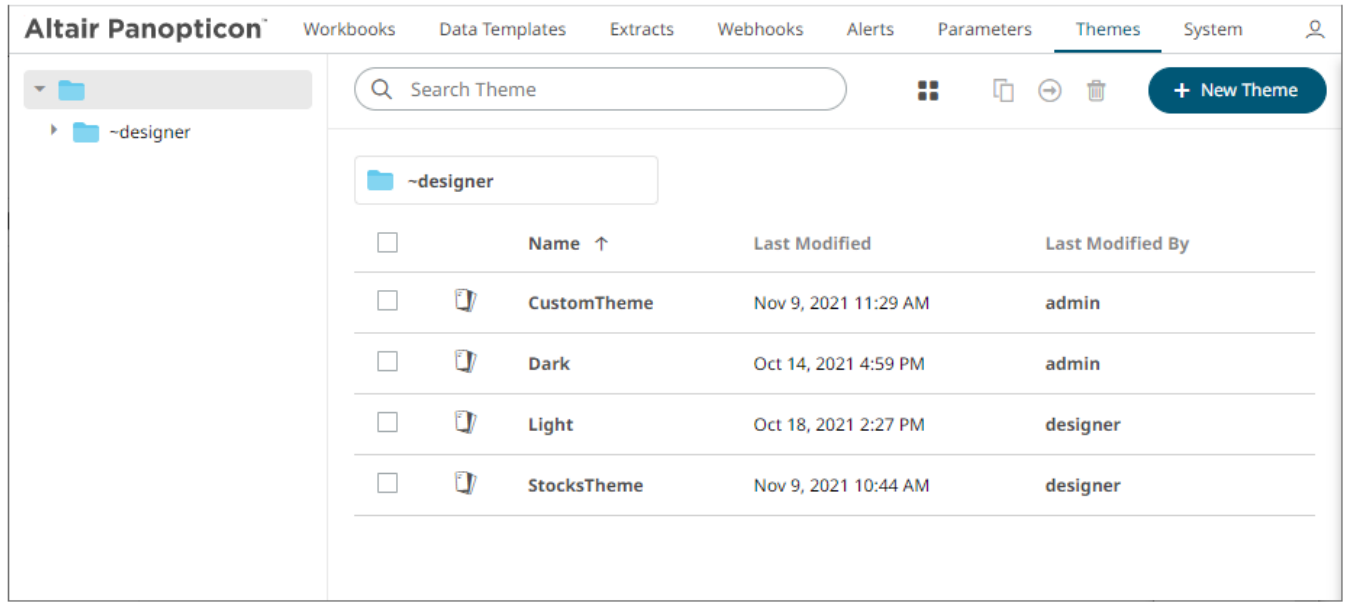 Altair Panopticon™ Workbooks Data Templates Extracts Webhooks Alerts Parameters Themes System
Search Theme + New Theme
~designer
~designer
Name ↑ Last Modified Last Modified By
CustomTheme Nov 9, 2021 11:29 AM admin
Dark Oct 14, 2021 4:59 PM admin
Light Oct 18, 2021 2:27 PM designer
StocksTheme Nov 9, 2021 10:44 AM designer